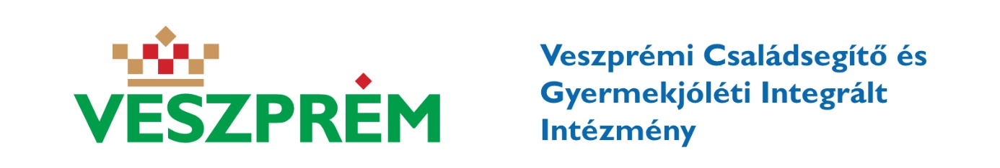 VESZPRÉM
Veszprémi Családsegítő és
Gyermekjóléti Integrált
Intézmény